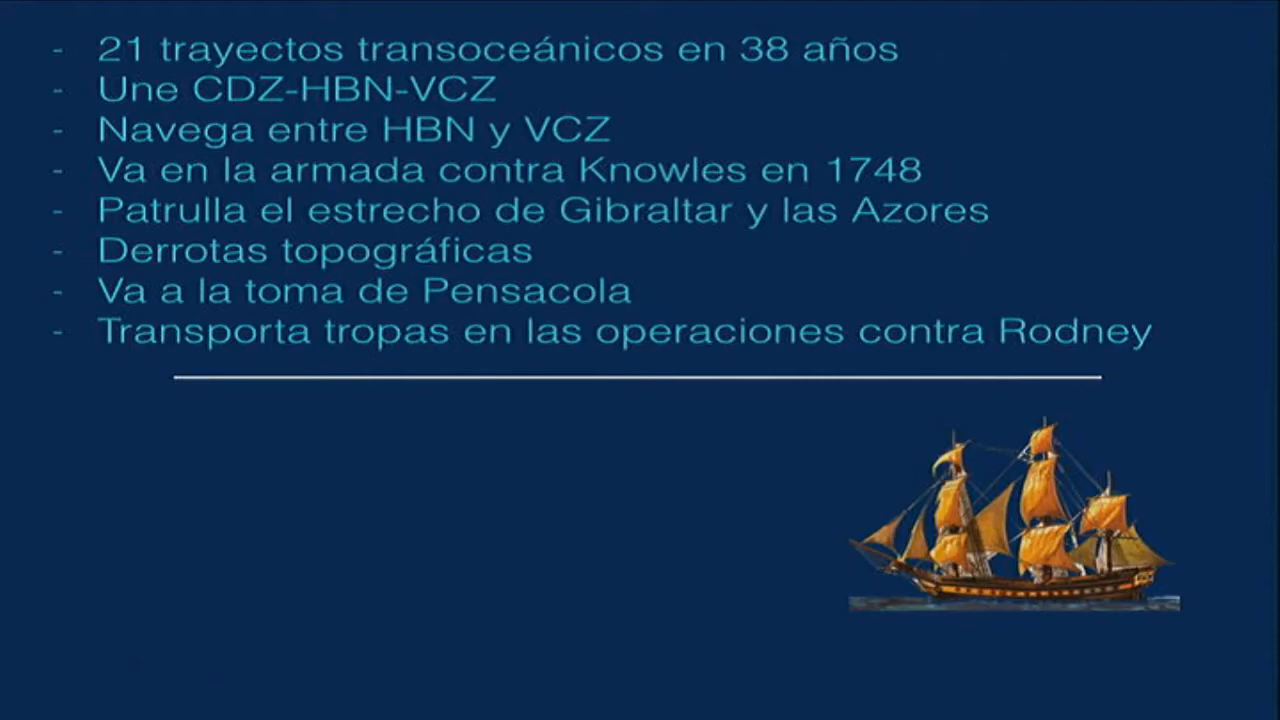 - 21 trayectos transoceánicos en 38 años
- Une CDZ-HBN-VCZ
- Navega entre HBN y VCZ
- Va en la armada contra Knowles en 1748
- Patrulla el estrecho de Gibraltar y las Azores
- Derrotas topográficas
- Va a la toma de Pensacola
- Transporta tropas en las operaciones contra Rodney